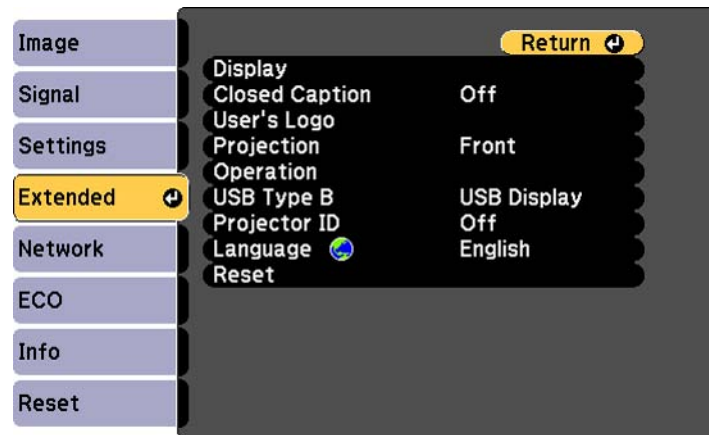 Image
Signal
Settings
Extended
Network
ECO
Info
Reset
Return
Display
Closed Caption Off
User's Logo
Projection Front
Operation
USB Type B USB Display
Projector ID Off
Language English
Reset